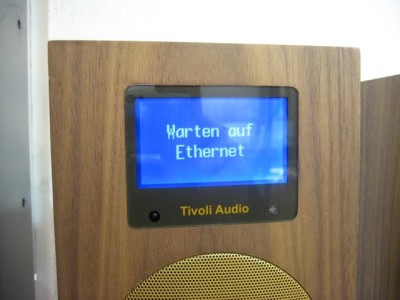 Warten auf
Ethernet
Tivoli Audio